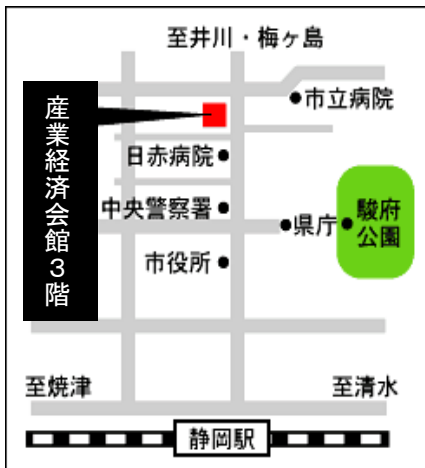 至井川・梅ヶ島
産業経済会館3階
市立病院
日赤病院
中央警察署
県庁
駿府
公園
市役所
至焼津
至清水
静岡駅